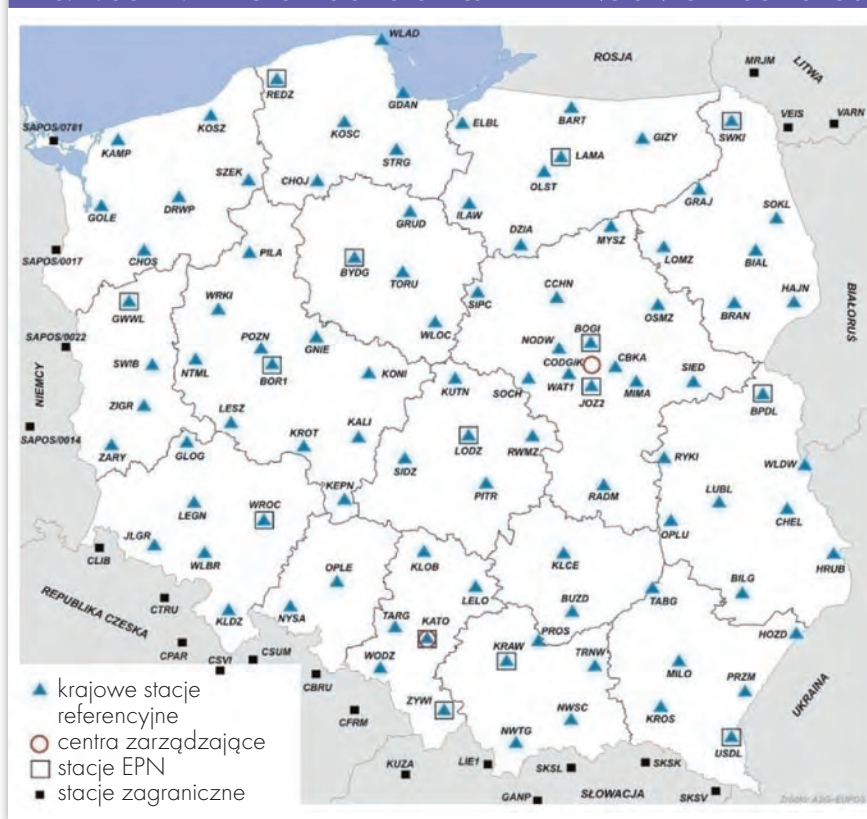 WLAD
ROSJA
LITWA
MRJM
REDZ
GDAN
SAPOS/0781
KOSZ
KOSC
ELBL
BART
GIZY
SWKI
VEIS
VARN
KAMP
STRG
LAMA
SZEK
CHOJ
OLST
GRAJ
GOLE
DRWP
GRUD
ILAW
SOKL
DZIA
MYSZ
SAPOS/0017
CHOS
PILA
BYDG
TORU
LOMZ
BIAL
GWWL
WRKI
SIPC
CCHN
BRAN
HAJN
BIAŁORUŚ
OSMZ
WLOC
BOGI
SAPOS/0022
POZN
GNIE
NODW
CODGiK
CBKA
NIEMCY
SWIB
NTML
BOR1
KONI
KUTN
SOCH
WAT1
MIMA
SIED
JOZ2
BPDL
ZIGR
LESZ
KALI
SAPOS/0014
ZARY
GLOG
KROT
SIDZ
LODZ
RWMZ
RYKI
WLDW
KEPN
PITR
RADM
LUBL
LEGN
WROC
CHEL
OPLU
JLGR
CLIB
WLBR
KLOB
KLCE
HRUB
OPLE
BILG
REPUBLIKA CZESKA
CTRU
KLDZ
NYSA
LELO
BUZD
TABG
TARG
KATO
PROS
HOZD
CPAR
CSVI
CSUM
WODZ
KRAW
TRNW
MILO
PRZM
UKRAINA
CBRU
ZYWI
CFRM
NWSC
KROS
NWTG
USDL
KUZA
LIE1
SKSL
SKSK
GANP
SŁOWACJA
SKSV
krajowe stacje
referencyjne
centra zarządzające
stacje EPN
stacje zagraniczne
Źródło: ASG-EUPOS